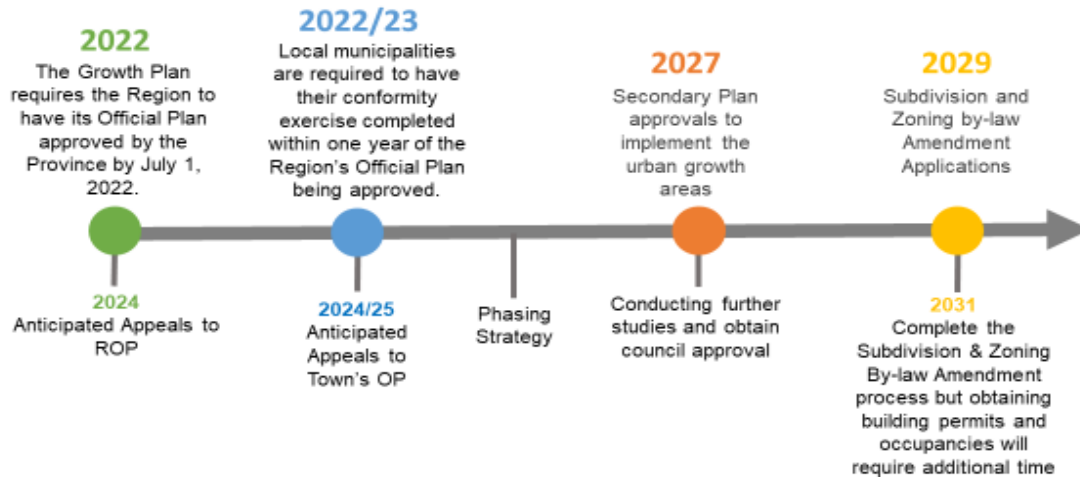 2022
The Growth Plan
requires the Region to
have its Official Plan
approved by the
Province by July 1,
2022.
2022/23
Local municipalities
are required to have
their conformity
exercise completed
within one year of the
Region's Official Plan
being approved.
2027
Secondary Plan
approvals to
implement the
urban growth
areas
2029
Subdivision and
Zoning by-law
Amendment
Applications
2024
Anticipated Appeals to
ROP
2024/25
Anticipated
Appeals to
Town's OP
Phasing
Strategy
Conducting further
studies and obtain
council approval
2031
Complete the
Subdivision & Zoning
By-law Amendment
process but obtaining
building permits and
occupancies will
require additional time